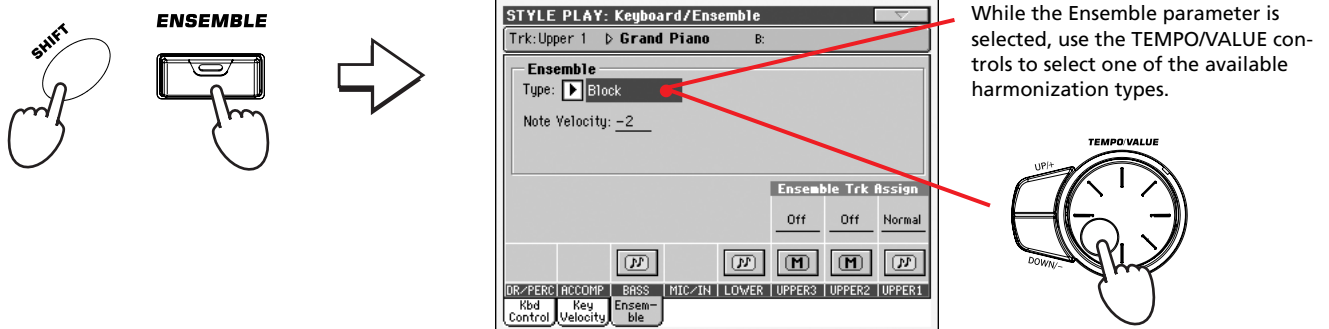 SHIFT
ENSEMBLE
STYLE PLAY: Keyboard/Ensemble
Trk:Upper 1 ▷ Grand Piano B:
Ensemble
Type: ▶ Block
Note Velocity: -2
Ensemble Trk Assign
Off Off Normal
M M
DR/PERC ACCOMP BASS MIC/IN LOWER UPPER3 UPPER2 UPPER1
Kbd Control
Key Velocity
Ensem-
ble
While the Ensemble parameter is
selected, use the TEMPO/VALUE con-
trols to select one of the available
harmonization types.
TEMPO/VALUE
UP/+
DOWN/–